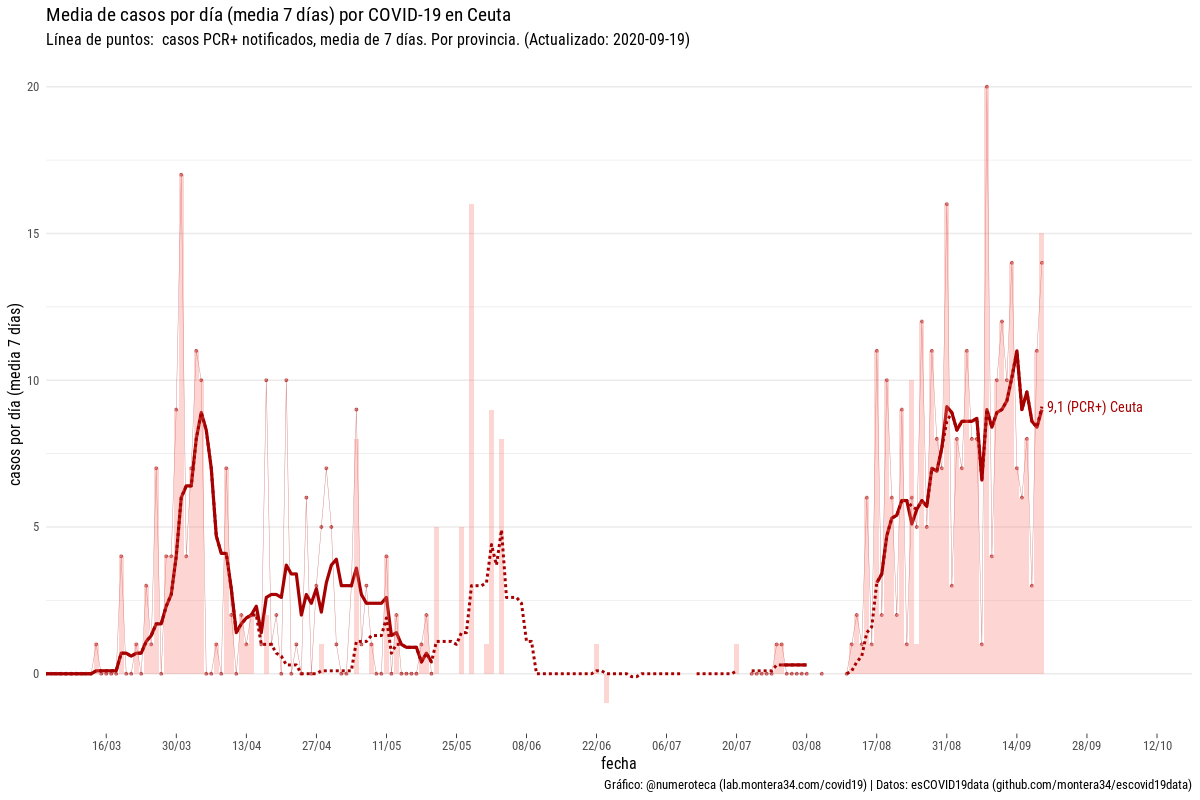 Media de casos por día (media 7 días) por COVID-19 en Ceuta
Línea de puntos:  casos PCR+ notificados, media de 7 días. Por provincia. (Actualizado: 2020-09-19)
casos por día (media 7 días)
20
15
10
5
0
9,1 (PCR+) Ceuta
16/03 30/03 13/04 27/04 11/05 25/05 08/06 22/06 06/07 20/07 03/08 17/08 31/08 14/09 28/09 12/10
fecha
Gráfico: @numeroteca (lab.montera34.com/covid19) | Datos: esCOVID19data (github.com/montera34/escovid19data)